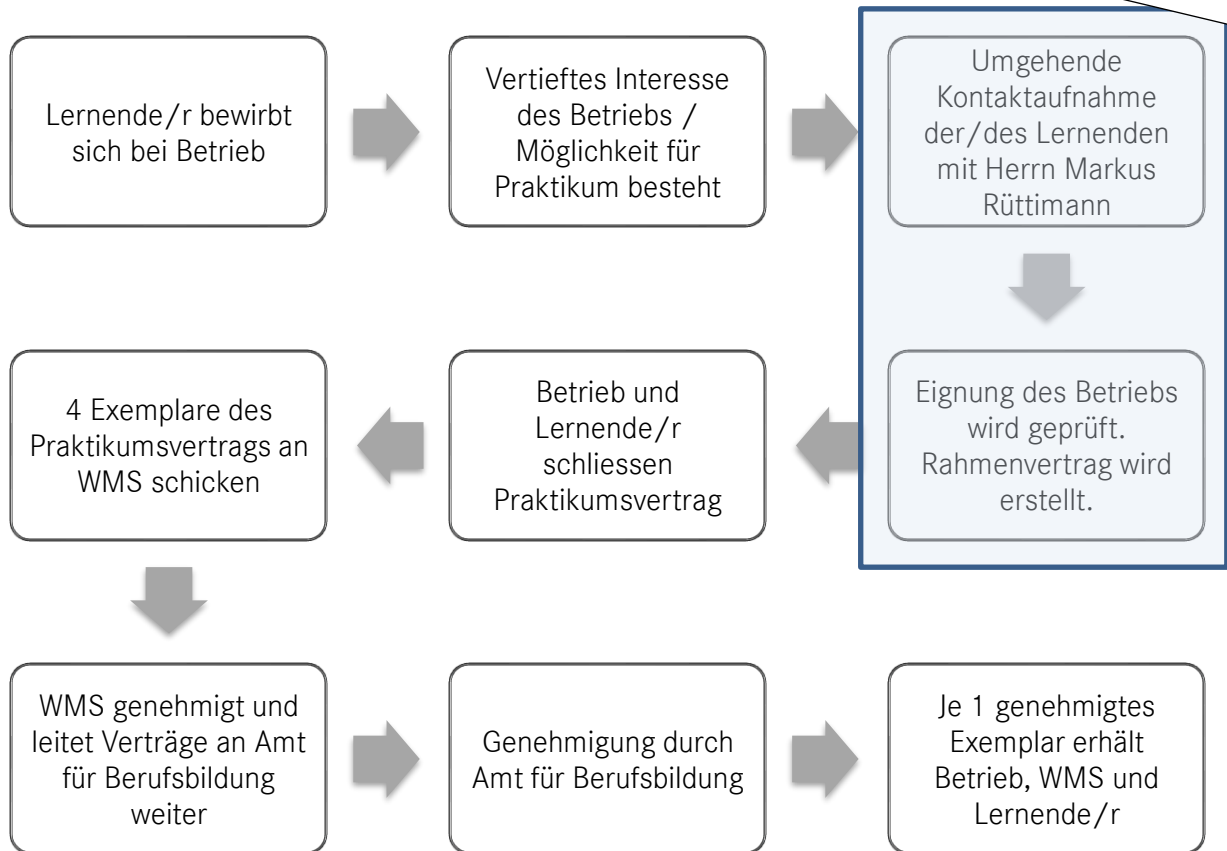 Lernende/r bewirbt
sich bei Betrieb
Vertieftes Interesse
des Betriebs /
Möglichkeit für
Praktikum besteht
Umgehende
Kontaktaufnahme
der/des Lernenden
mit Herrn Markus
Rüttimann
Eignung des Betriebs
wird geprüft.
Rahmenvertrag wird
erstellt.
Betrieb und
Lernende/r
schliessen
Praktikumsvertrag
4 Exemplare des
Praktikumsvertrags an
WMS schicken
WMS genehmigt und
leitet Verträge an Amt
für Berufsbildung
weiter
Genehmigung durch
Amt für Berufsbildung
Je 1 genehmigtes
Exemplar erhält
Betrieb, WMS und
Lernende/r